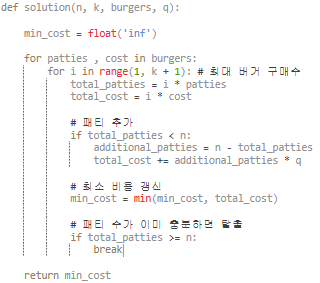 def solution(n, k, burgers, q):
    min_cost = float('inf')
    for patties , cost in burgers:
        for i in range(1, k + 1): # 최대 버거 구매수
            total_patties = i * patties
            total_cost = i * cost
            # 패티 추가
            if total_patties < n:
                additional_patties = n - total_patties
                total_cost += additional_patties * q
            # 최소 비용 갱신
            min_cost = min(min_cost, total_cost)
            # 패티 수가 이미 충분하면 탈출
            if total_patties >= n:
                break
    return min_cost